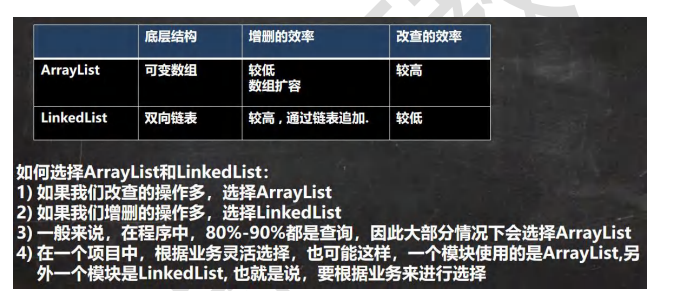 底层结构 增删的效率 改查的效率
ArrayList 可变数组 较低 较高
数组扩容
LinkedList 双向链表 较高 , 通过链表追加. 较低
如何选择ArrayList和LinkedList:
1) 如果我们改查的操作多，选择ArrayList
2) 如果我们增删的操作多，选择LinkedList
3) 一般来说，在程序中，80%-90%都是查询，因此大部分情况下会选择ArrayList
4) 在一个项目中，根据业务灵活选择，也可能这样，一个模块使用的是ArrayList,另
外一个模块是LinkedList, 也就是说，要根据业务来进行选择